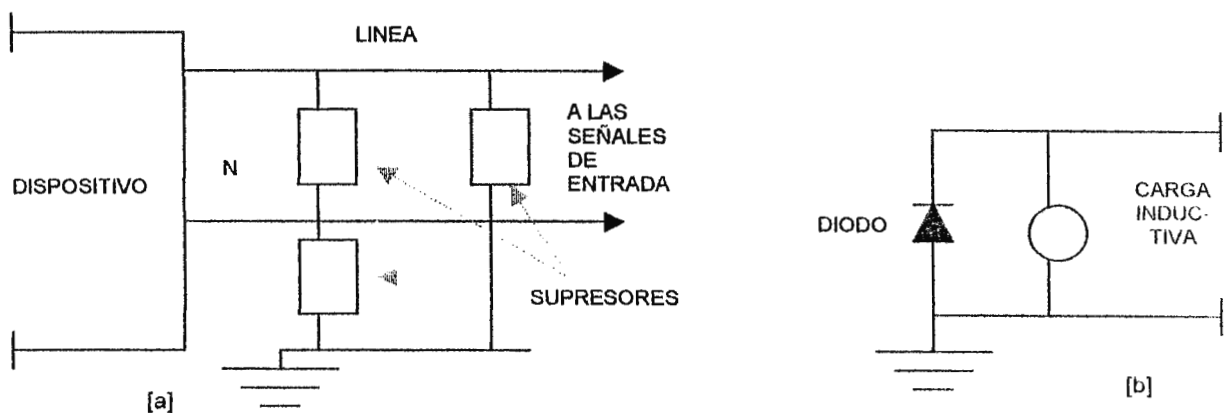 LINEA
A LAS
SEÑALES
DE
ENTRADA
N
DISPOSITIVO
SUPRESORES
[a]
DIODO
CARGA
INDUC-
TIVA
[b]